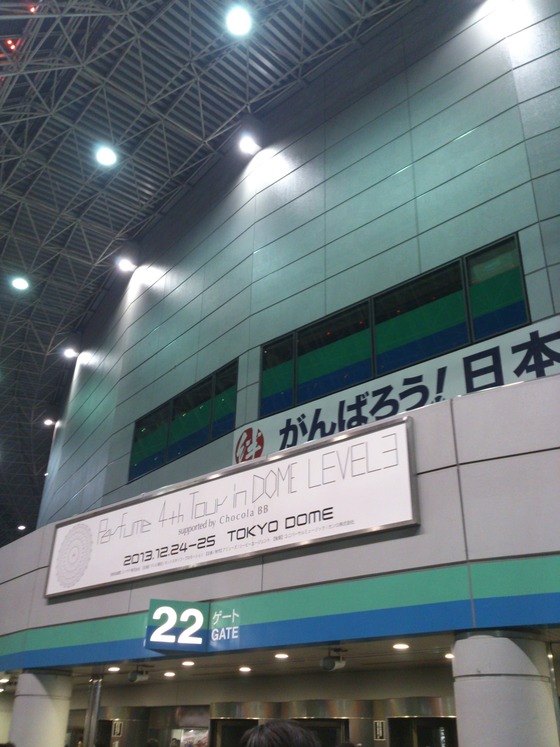 がんばろう！日本
絆
Perfume 4th Tour in DOME LEVEL3
supported by Chocola BB
2013.12.24-25 TOKYO DOME
22 ゲート
GATE